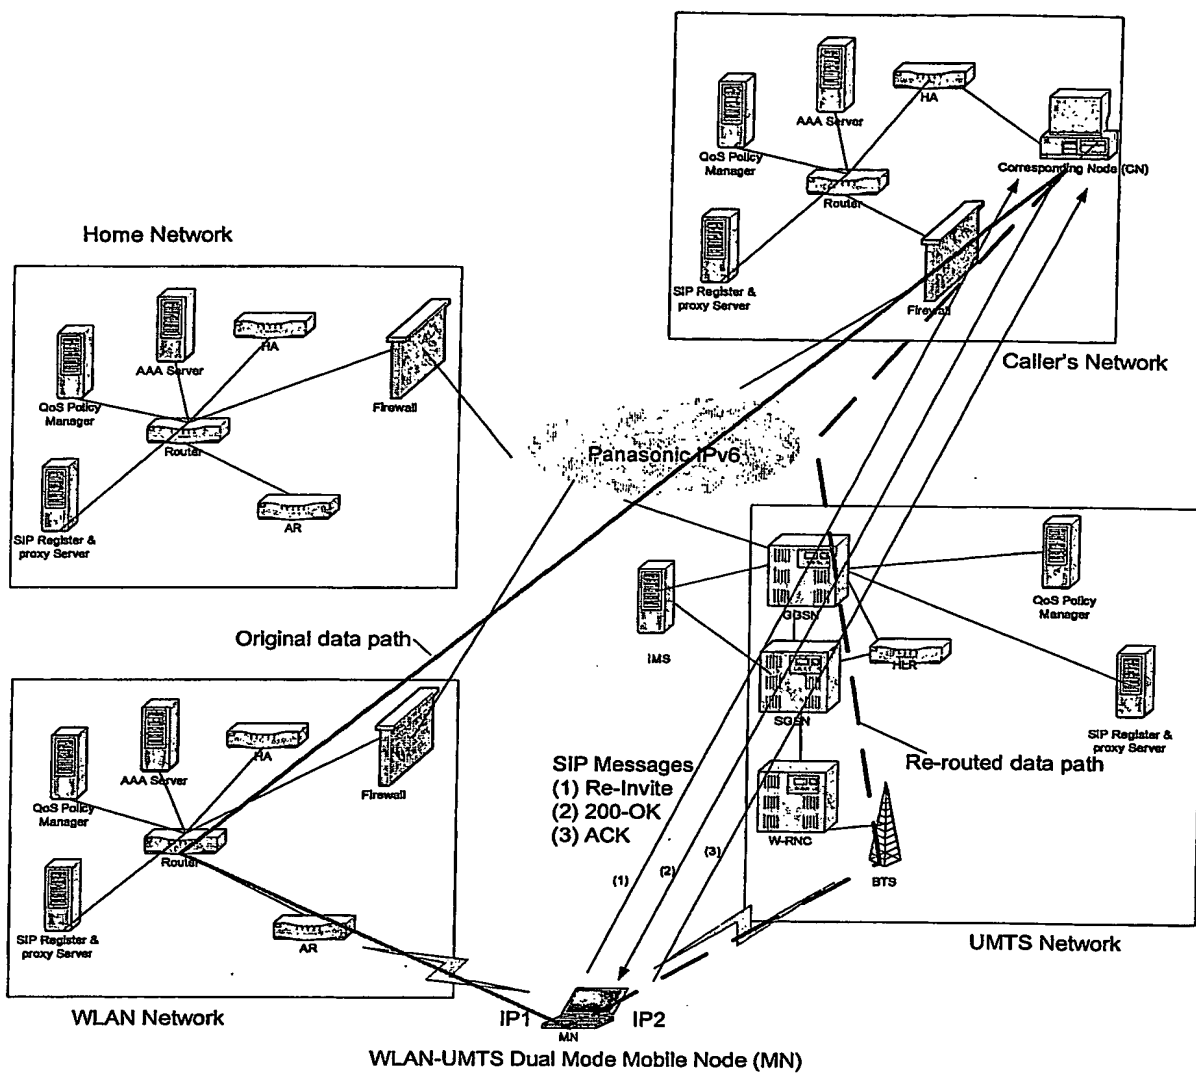 HA
AAA Server
QoS Policy
Manager
Corresponding Node (CN)
Router
SIP Register &
proxy Server
Firewall
Caller's Network
Home Network
HA
AAA Server
QoS Policy
Manager
Firewall
Router
AR
SIP Register &
proxy Server
Panasonic IPv6
Original data path
GGSN
QoS Policy
Manager
IMS
HLR
SGSN
SIP Register &
proxy Server
Re-routed data path
W-RNC
BTS
UMTS Network
SIP Messages
(1) Re-Invite
(2) 200-OK
(3) ACK
(1)
(2)
(3)
HA
AAA Server
QoS Policy
Manager
Firewall
Router
SIP Register &
proxy Server
AR
WLAN Network
IP1
IP2
MN
WLAN-UMTS Dual Mode Mobile Node (MN)